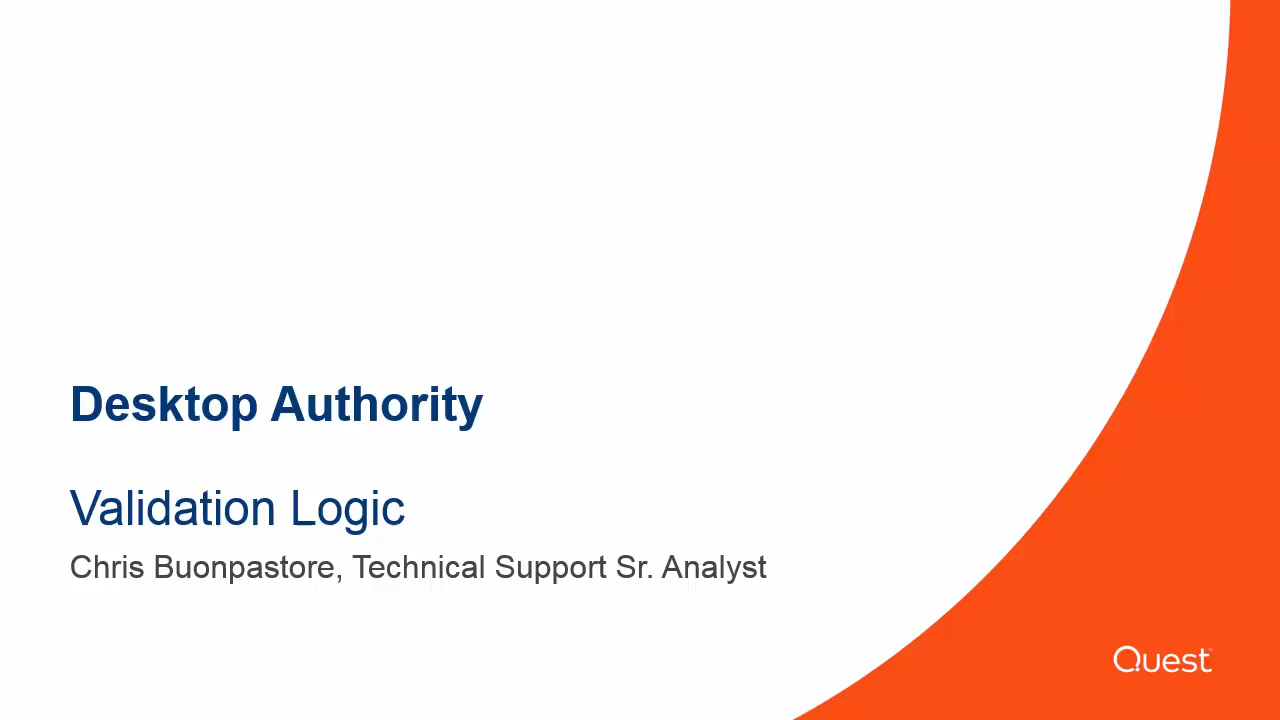 Desktop Authority
Validation Logic
Chris Buonpastore, Technical Support Sr. Analyst
Quest